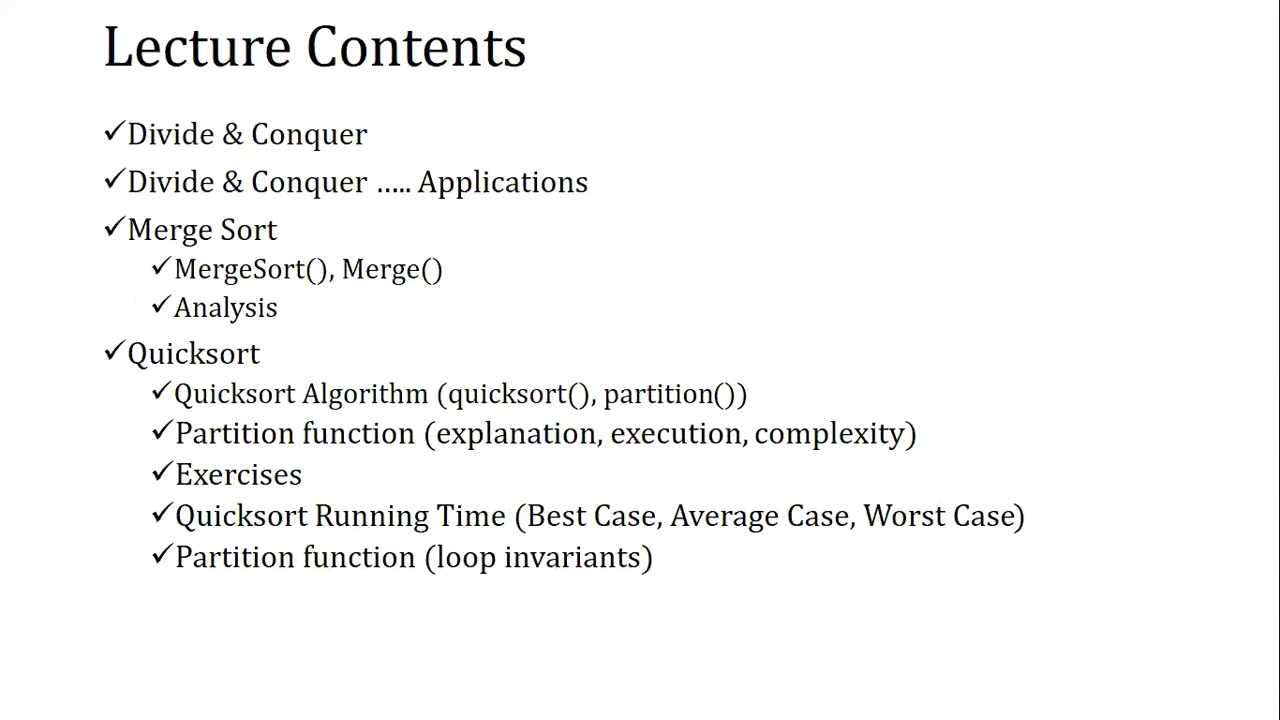 Lecture Contents
✓Divide & Conquer
✓Divide & Conquer ….. Applications
✓Merge Sort
✓MergeSort(), Merge()
✓Analysis
✓Quicksort
✓Quicksort Algorithm (quicksort(), partition())
✓Partition function (explanation, execution, complexity)
✓Exercises
✓Quicksort Running Time (Best Case, Average Case, Worst Case)
✓Partition function (loop invariants)